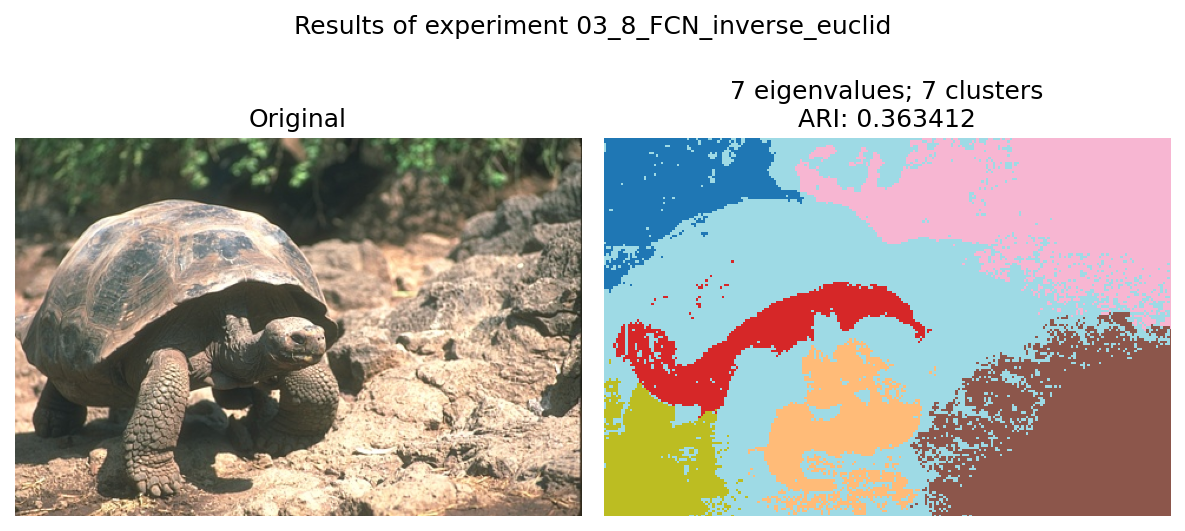 Results of experiment 03_8_FCN_inverse_euclid
Original
7 eigenvalues; 7 clusters
ARI: 0.363412